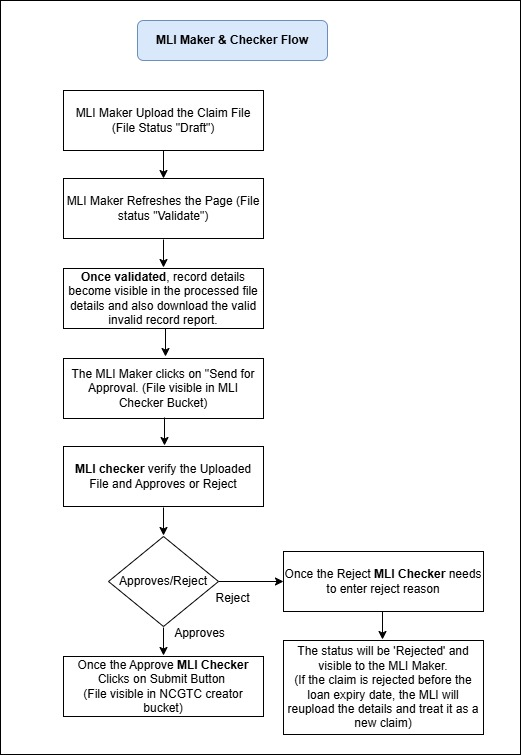 MLI Maker & Checker Flow
MLI Maker Upload the Claim File
(File Status "Draft")
MLI Maker Refreshes the Page (File
status "Validate")
Once validated, record details
become visible in the processed file
details and also download the valid
invalid record report.
The MLI Maker clicks on "Send for
Approval. (File visible in MLI
Checker Bucket)
MLI checker verify the Uploaded
File and Approves or Reject
Approves/Reject
Reject
Once the Reject MLI Checker needs
to enter reject reason
The status will be 'Rejected' and
visible to the MLI Maker.
(If the claim is rejected before the
loan expiry date, the MLI will
reupload the details and treat it as a
new claim)
Approves
Once the Approve MLI Checker
Clicks on Submit Button
(File visible in NCGTC creator
bucket)